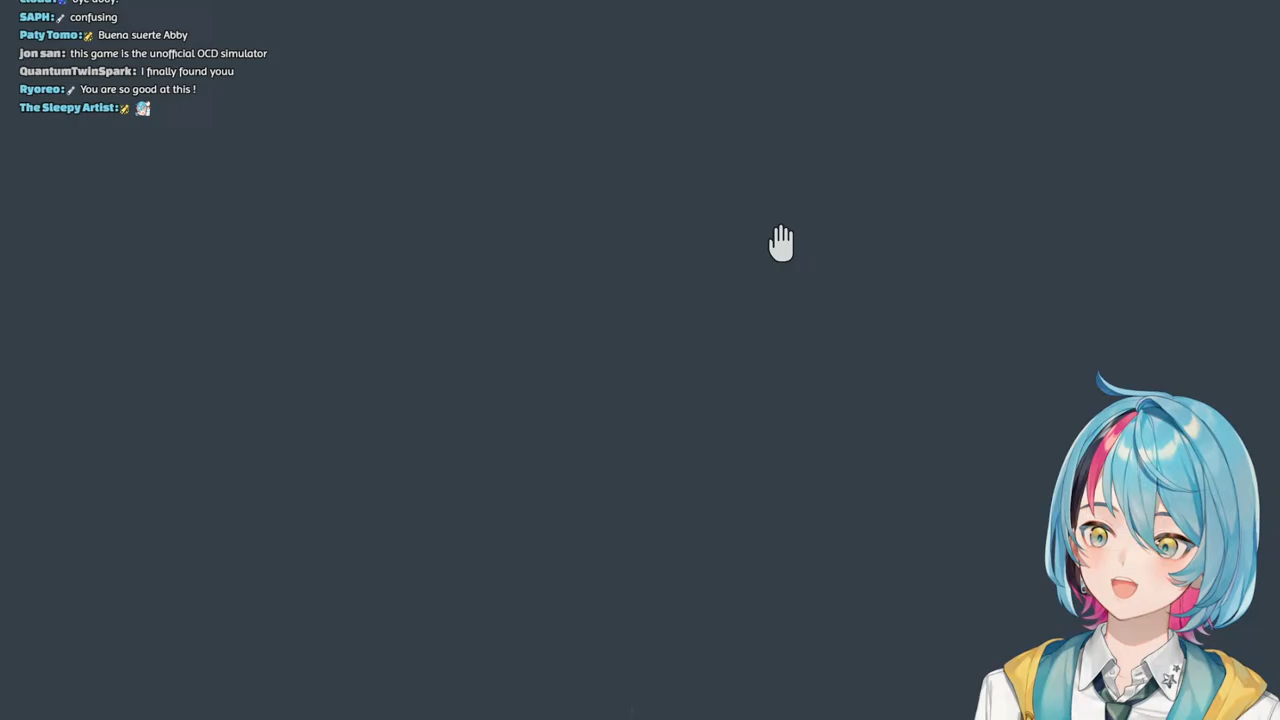 SAPH: confusing
Paty Tomo: Buena suerte Abby
jon san: this game is the unofficial OCD simulator
QuantumTwinSpark: I finally found youu
Ryoreo: You are so good at this !
The Sleepy Artist: